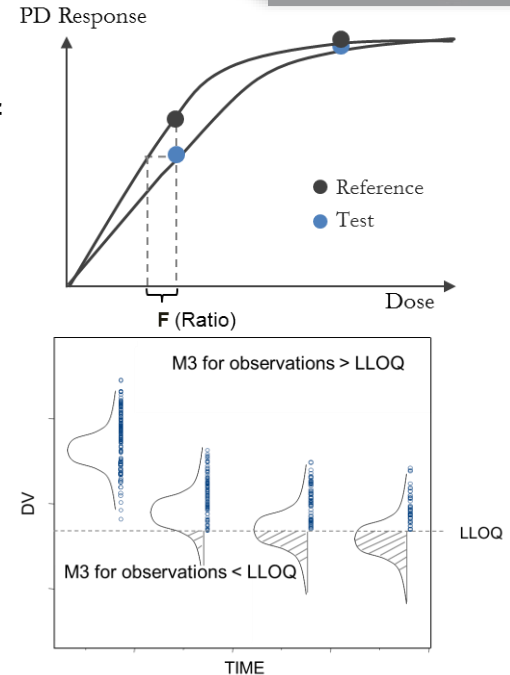 PD Response
Reference
Test
Dose
F (Ratio)
M3 for observations > LLOQ
DV
LLOQ
M3 for observations < LLOQ
TIME